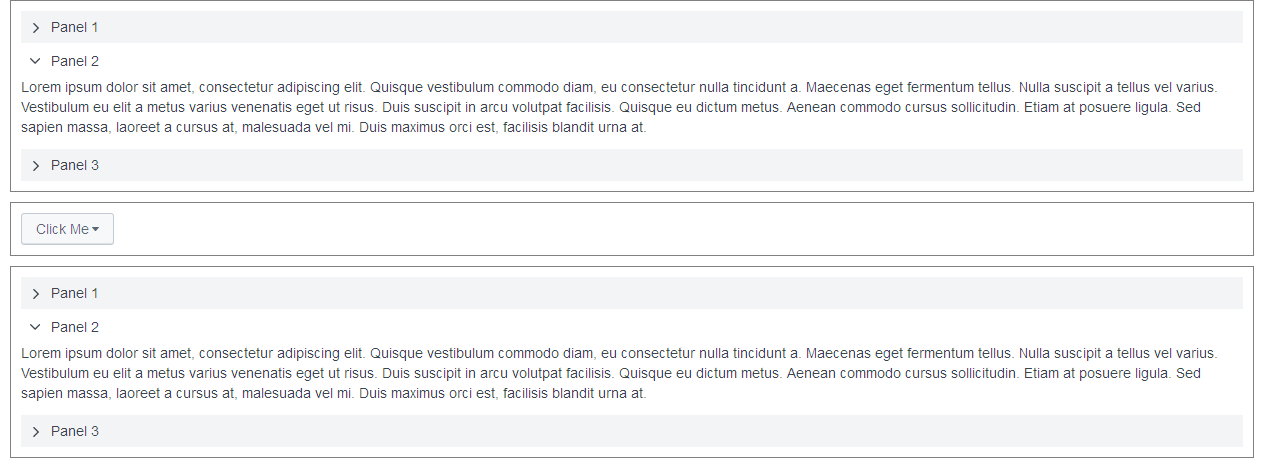 Panel 1
Panel 2
Lorem ipsum dolor sit amet, consectetur adipiscing elit. Quisque vestibulum commodo diam, eu consectetur nulla tincidunt a. Maecenas eget fermentum tellus. Nulla suscipit a tellus vel varius.
Vestibulum eu elit a metus varius venenatis eget ut risus. Duis suscipit in arcu volutpat facilisis. Quisque eu dictum metus. Aenean commodo cursus sollicitudin. Etiam at posuere ligula. Sed
sapien massa, laoreet a cursus at, malesuada vel mi. Duis maximus orci est, facilisis blandit urna at.
Panel 3
Click Me
Panel 1
Panel 2
Lorem ipsum dolor sit amet, consectetur adipiscing elit. Quisque vestibulum commodo diam, eu consectetur nulla tincidunt a. Maecenas eget fermentum tellus. Nulla suscipit a tellus vel varius.
Vestibulum eu elit a metus varius venenatis eget ut risus. Duis suscipit in arcu volutpat facilisis. Quisque eu dictum metus. Aenean commodo cursus sollicitudin. Etiam at posuere ligula. Sed
sapien massa, laoreet a cursus at, malesuada vel mi. Duis maximus orci est, facilisis blandit urna at.
Panel 3